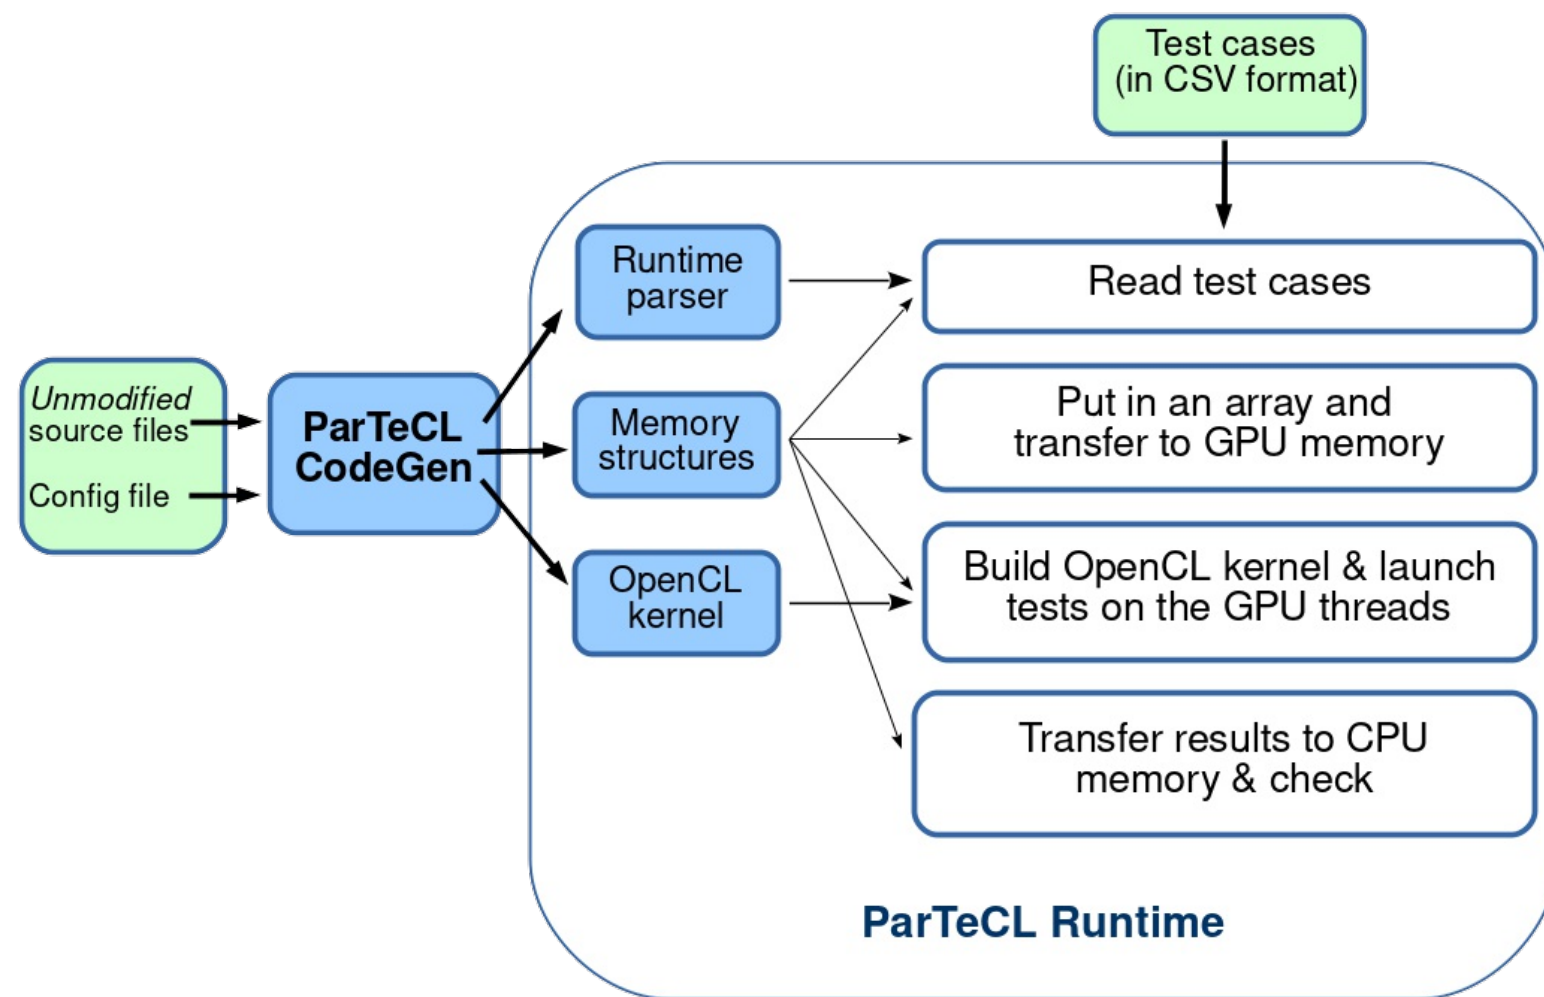 Test cases
(in CSV format)
Runtime
parser
Read test cases
Unmodified
source files
Config file
ParTeCL
CodeGen
Memory
structures
Put in an array and
transfer to GPU memory
OpenCL
kernel
Build OpenCL kernel & launch
tests on the GPU threads
Transfer results to CPU
memory & check
ParTeCL Runtime